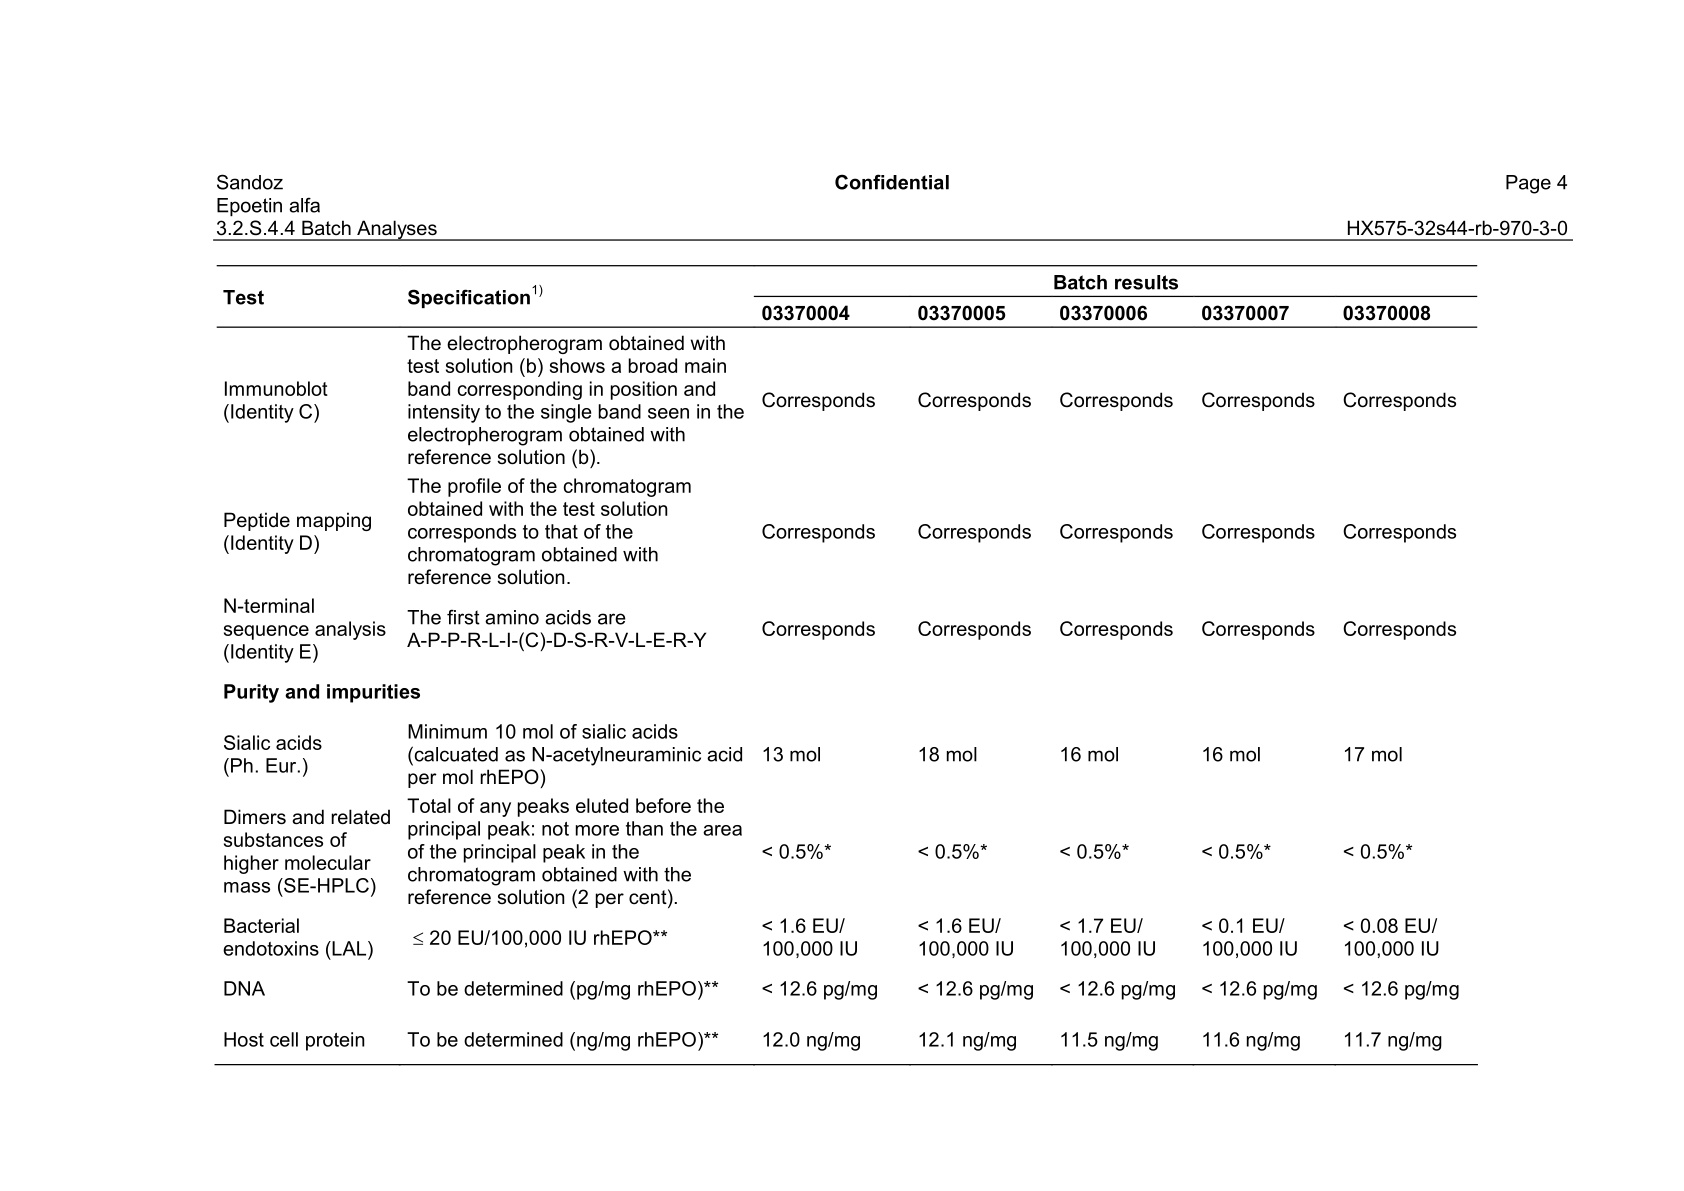 Sandoz Confidential Page 4
Epoetin alfa
3.2.S.4.4 Batch Analyses HX575-32s44-rb-970-3-0
Test Specification1) Batch results
03370004 03370005 03370006 03370007 03370008
Immunoblot
(Identity C)
The electropherogram obtained with
test solution (b) shows a broad main
band corresponding in position and
intensity to the single band seen in the
electropherogram obtained with
reference solution (b).
Corresponds Corresponds Corresponds Corresponds Corresponds
Peptide mapping
(Identity D)
The profile of the chromatogram
obtained with the test solution
corresponds to that of the
chromatogram obtained with
reference solution.
Corresponds Corresponds Corresponds Corresponds Corresponds
N-terminal
sequence analysis
(Identity E)
The first amino acids are
A-P-P-R-L-I-(C)-D-S-R-V-L-E-R-Y
Corresponds Corresponds Corresponds Corresponds Corresponds
Purity and impurities
Sialic acids
(Ph. Eur.)
Minimum 10 mol of sialic acids
(calcuated as N-acetylneuraminic acid
per mol rhEPO)
13 mol 18 mol 16 mol 16 mol 17 mol
Dimers and related
substances of
higher molecular
mass (SE-HPLC)
Total of any peaks eluted before the
principal peak: not more than the area
of the principal peak in the
chromatogram obtained with the
reference solution (2 per cent).
< 0.5%* < 0.5%* < 0.5%* < 0.5%* < 0.5%*
Bacterial
endotoxins (LAL)
≤ 20 EU/100,000 IU rhEPO**
< 1.6 EU/ < 1.6 EU/ < 1.7 EU/ < 0.1 EU/ < 0.08 EU/
100,000 IU 100,000 IU 100,000 IU 100,000 IU 100,000 IU
DNA To be determined (pg/mg rhEPO)** < 12.6 pg/mg < 12.6 pg/mg < 12.6 pg/mg < 12.6 pg/mg < 12.6 pg/mg
Host cell protein To be determined (ng/mg rhEPO)** 12.0 ng/mg 12.1 ng/mg 11.5 ng/mg 11.6 ng/mg 11.7 ng/mg